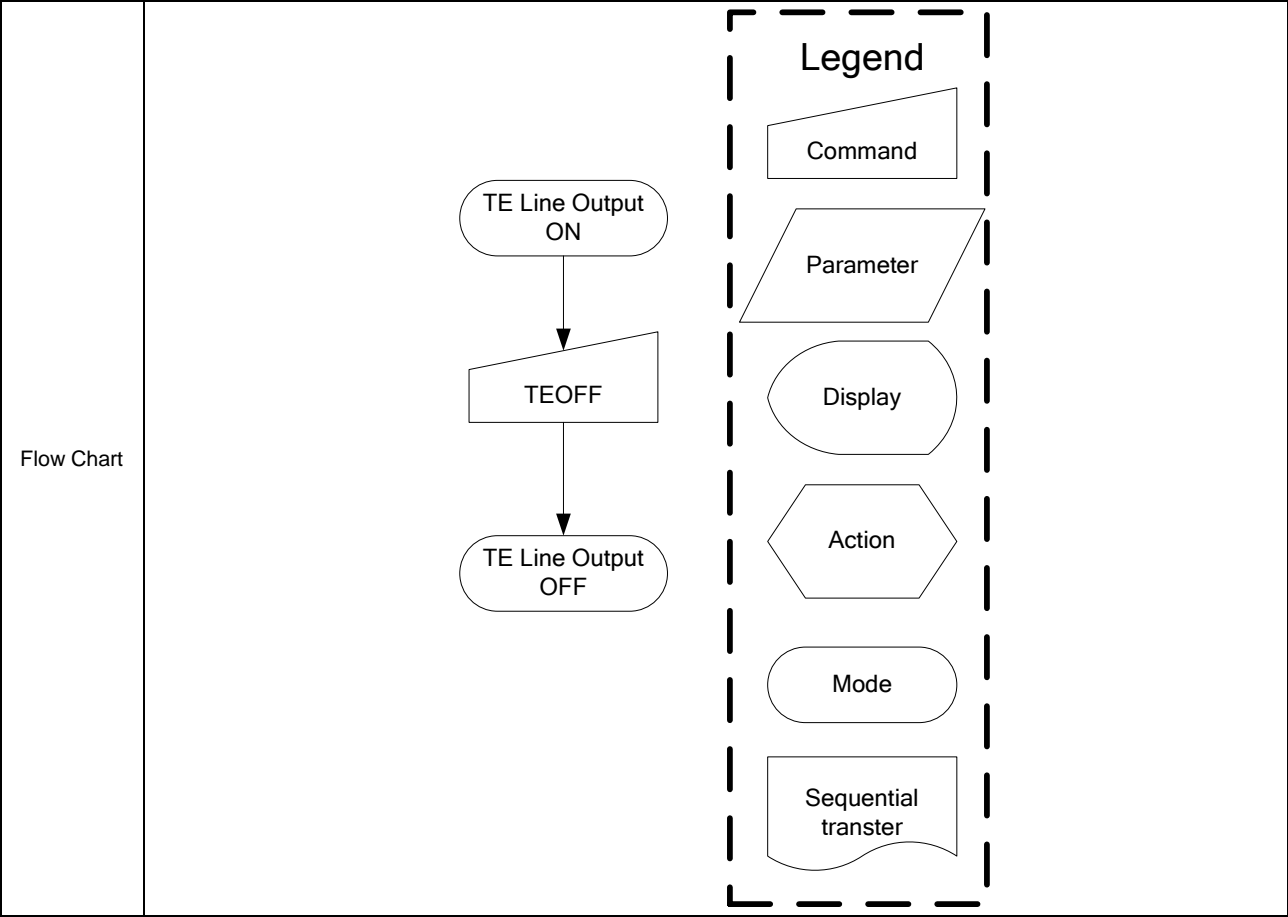 Flow Chart
TE Line Output
ON
TEOFF
TE Line Output
OFF
Legend
Command
Parameter
Display
Action
Mode
Sequential
transter